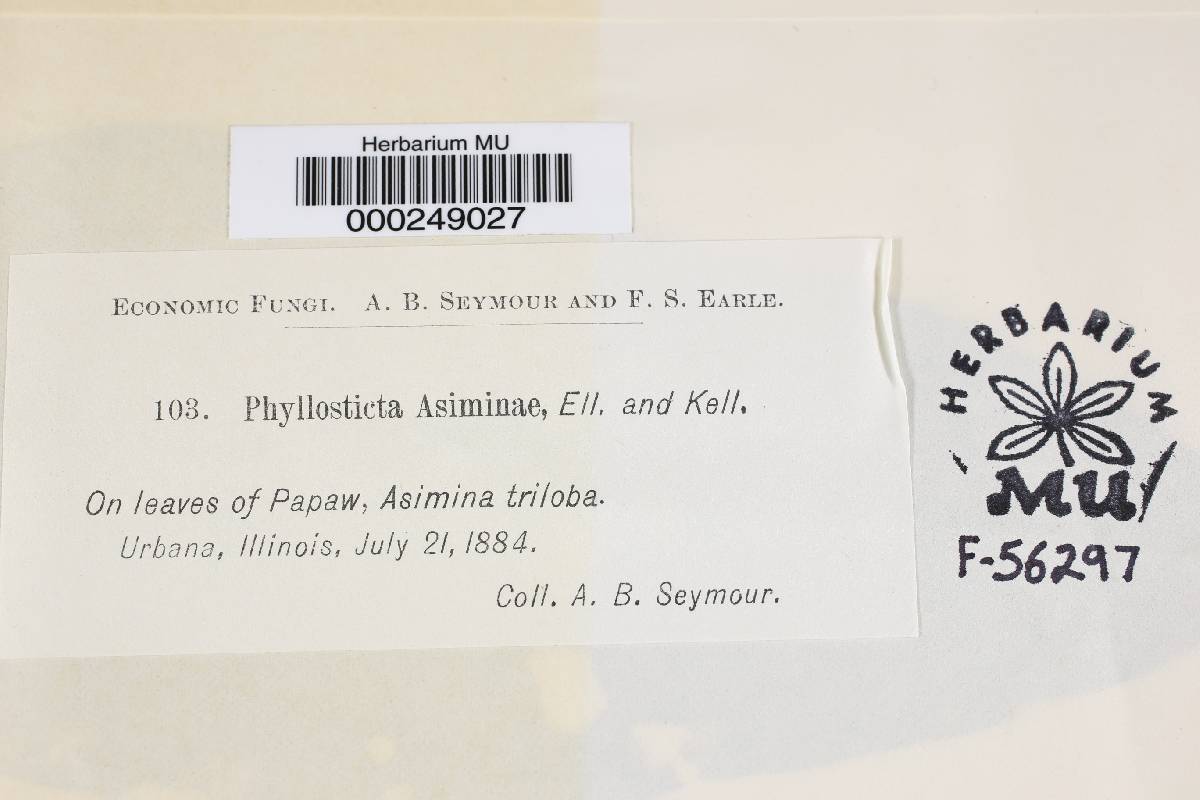 Herbarium MU
000249027
Economic Fungi. A. B. Seymour and F. S. Earle.
103. Phyllosticta Asiminae, Ell. and Kell.
On leaves of Papaw, Asimina triloba.
Urbana, Illinois, July 21, 1884.
Coll. A. B. Seymour.
HERBARIUM
MU
F-56297